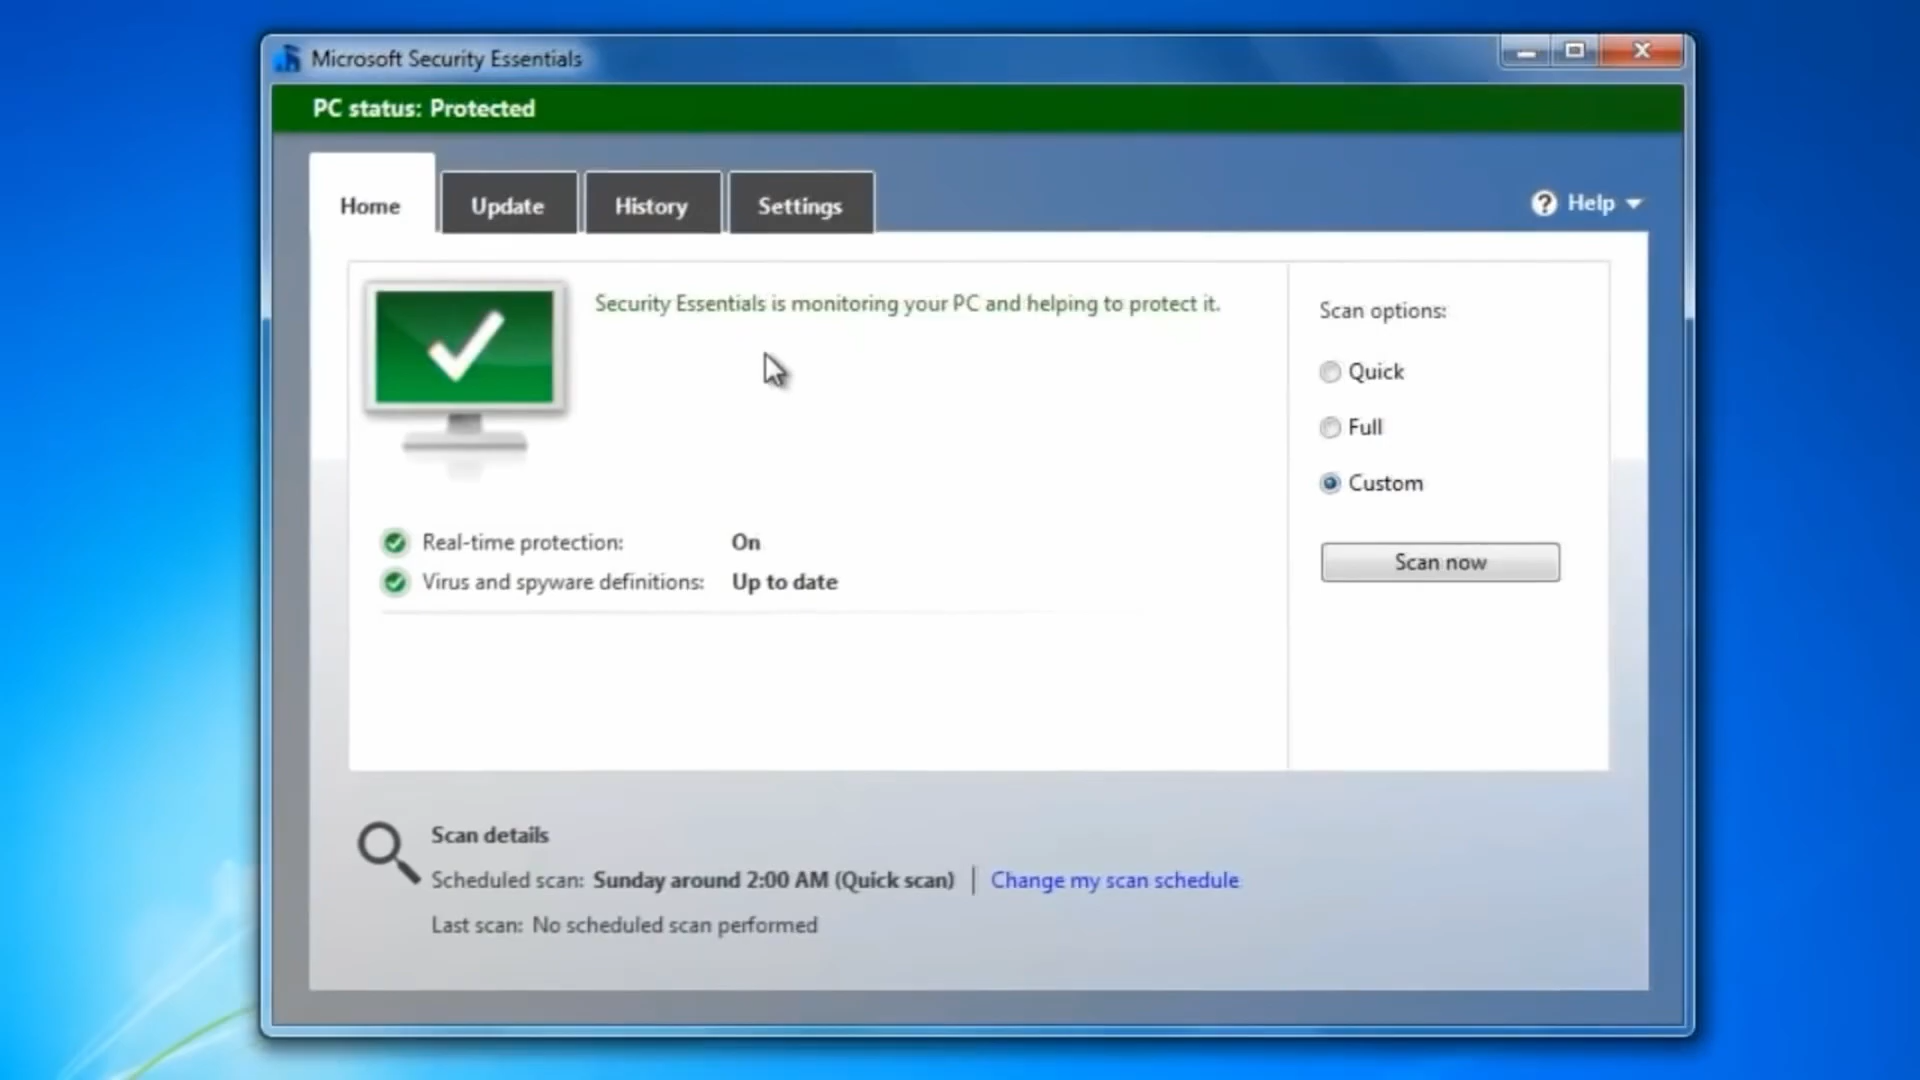 Microsoft Security Essentials
PC status: Protected
Home
Update
History
Settings
? Help
Security Essentials is monitoring your PC and helping to protect it.
Scan options:
Quick
Full
Custom
Scan now
Real-time protection: On
Virus and spyware definitions: Up to date
Scan details
Scheduled scan: Sunday around 2:00 AM (Quick scan) | Change my scan schedule
Last scan: No scheduled scan performed